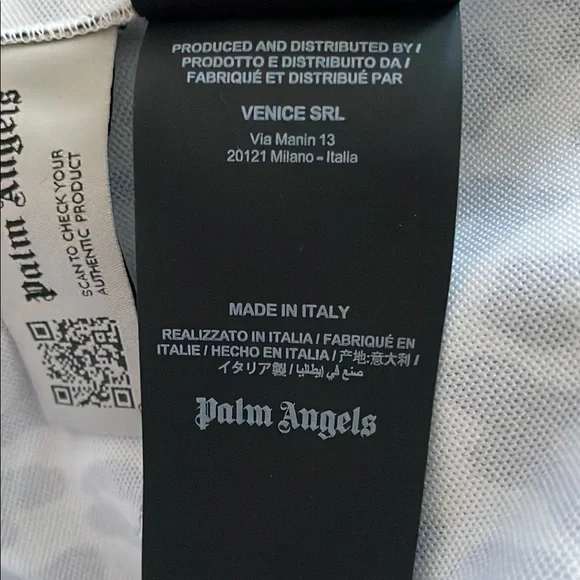 PRODUCED AND DISTRIBUTED BY /
PRODOTTO E DISTRIBUITO DA /
FABRIQUÉ ET DISTRIBUÉ PAR
VENICE SRL
Via Manin 13
20121 Milano - Italia
MADE IN ITALY
REALIZZATO IN ITALIA / FABRIQUÉ EN
ITALIE / HECHO EN ITALIA / 产地:意大利 /
イタリア製 / صنع في إيطاليا
Palm Angels
Palm Angels
SCAN TO CHECK YOUR
AUTHENTIC PRODUCT